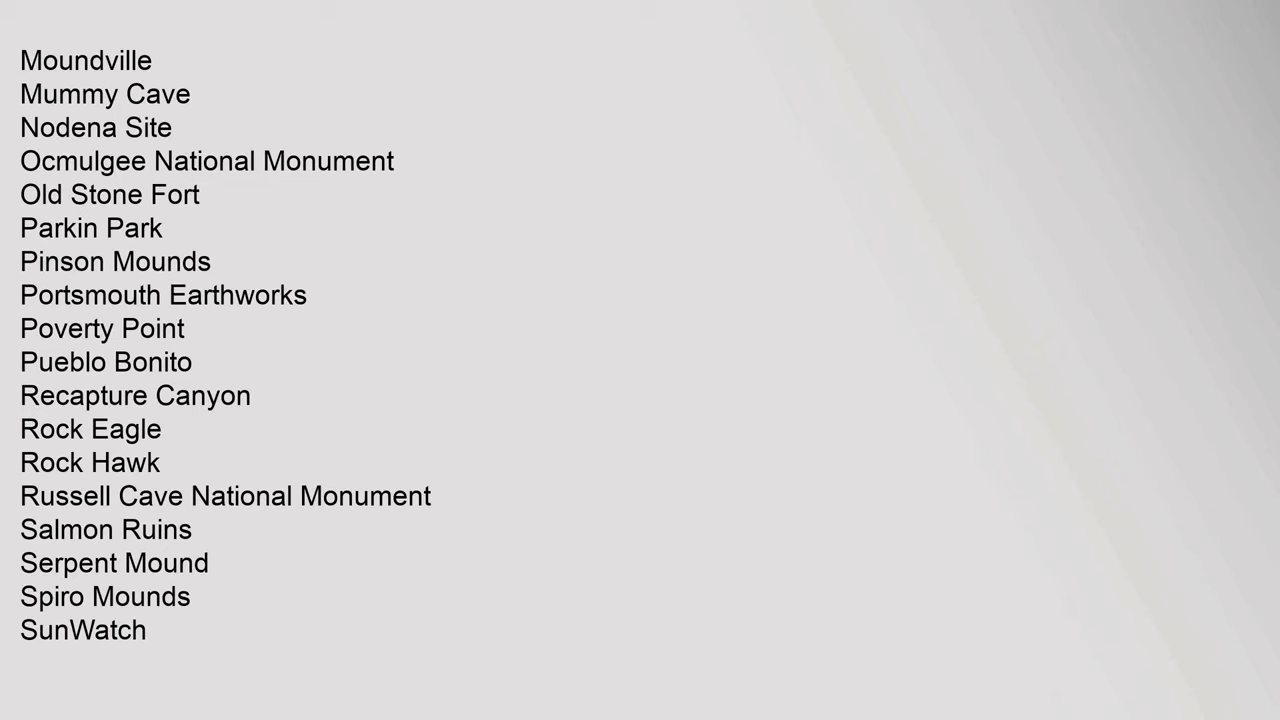 Moundville
Mummy Cave
Nodena Site
Ocmulgee National Monument
Old Stone Fort
Parkin Park
Pinson Mounds
Portsmouth Earthworks
Poverty Point
Pueblo Bonito
Recapture Canyon
Rock Eagle
Rock Hawk
Russell Cave National Monument
Salmon Ruins
Serpent Mound
Spiro Mounds
SunWatch